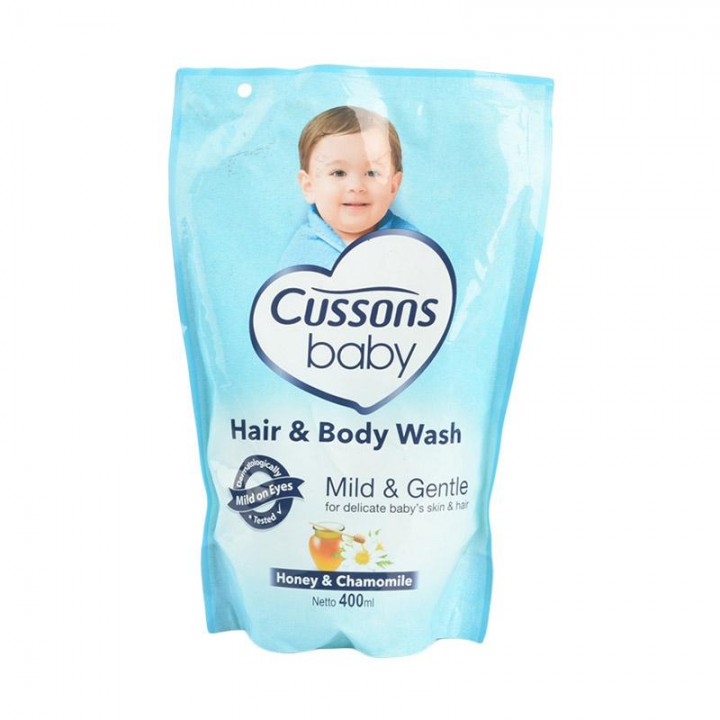 Cussons
baby
Hair & Body Wash
Dermatologically
Mild on Eyes
• Tested ✓
Mild & Gentle
for delicate baby's skin & hair
Honey & Chamomile
Netto 400ml